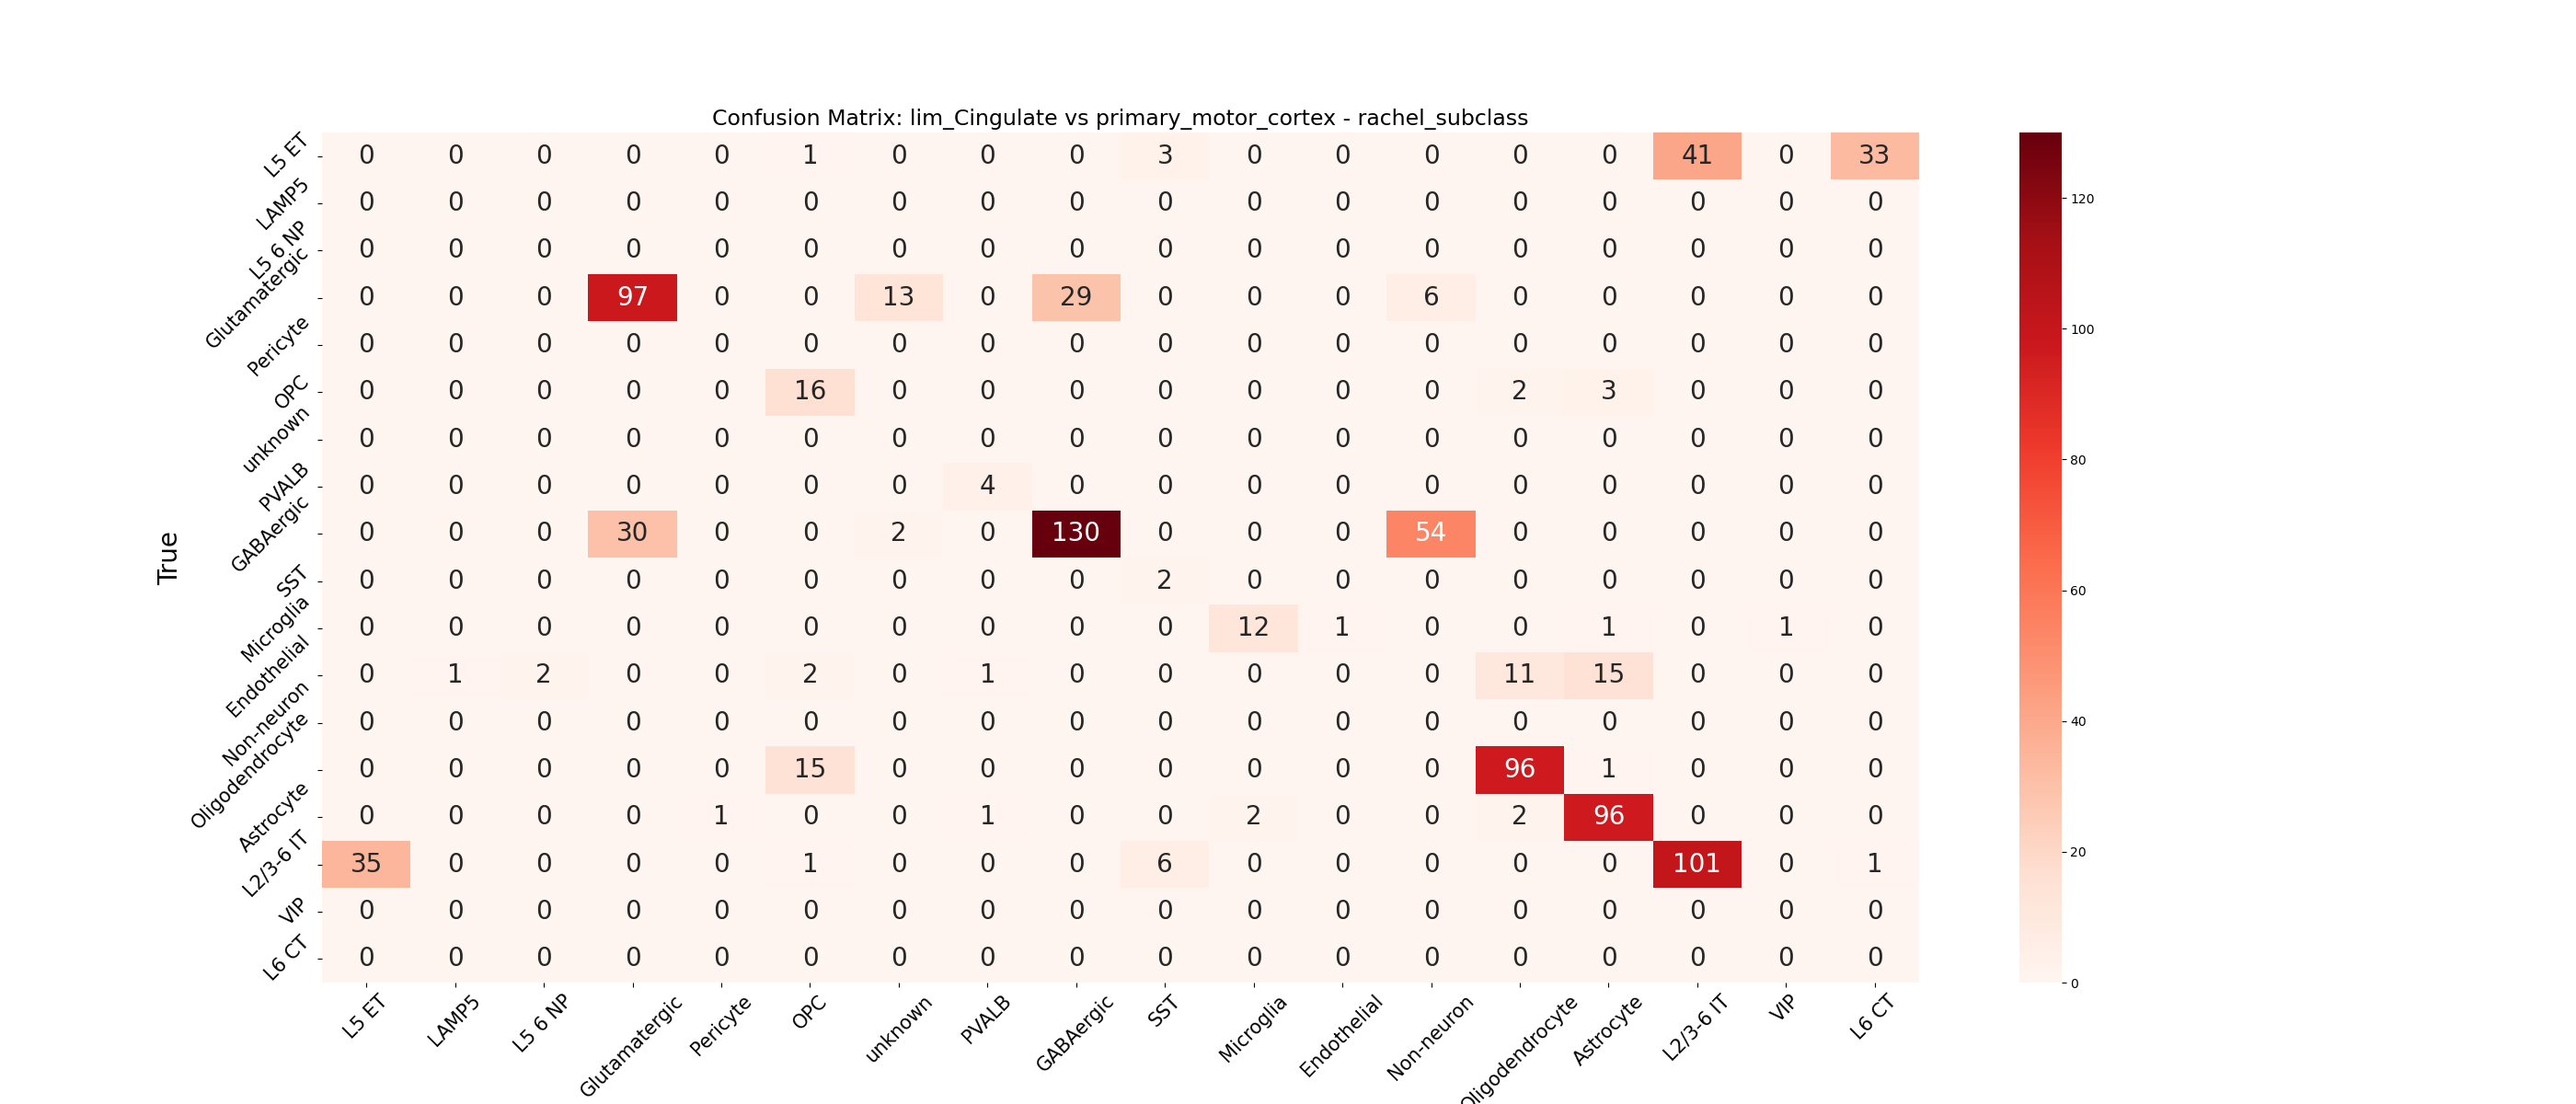 Confusion Matrix: lim_Cingulate vs primary_motor_cortex - rachel_subclass
True
L5 ET 0 0 0 0 0 1 0 0 0 3 0 0 0 0 0 41 0 33
LAMP5 0 0 0 0 0 0 0 0 0 0 0 0 0 0 0 0 0 0
L5 6 NP 0 0 0 0 0 0 0 0 0 0 0 0 0 0 0 0 0 0
Glutamatergic 0 0 0 97 0 0 13 0 29 0 0 0 6 0 0 0 0 0
Pericyte 0 0 0 0 0 0 0 0 0 0 0 0 0 0 0 0 0 0
OPC 0 0 0 0 0 16 0 0 0 0 0 0 0 2 3 0 0 0
unknown 0 0 0 0 0 0 0 0 0 0 0 0 0 0 0 0 0 0
PVALB 0 0 0 0 0 0 0 4 0 0 0 0 0 0 0 0 0 0
GABAergic 0 0 0 30 0 0 2 0 130 0 0 0 54 0 0 0 0 0
SST 0 0 0 0 0 0 0 0 0 2 0 0 0 0 0 0 0 0
Microglia 0 0 0 0 0 0 0 0 0 0 12 1 0 0 1 0 1 0
Endothelial 0 1 2 0 0 2 0 1 0 0 0 0 0 11 15 0 0 0
Non-neuron 0 0 0 0 0 0 0 0 0 0 0 0 0 0 0 0 0 0
Oligodendrocyte 0 0 0 0 0 15 0 0 0 0 0 0 0 96 1 0 0 0
Astrocyte 0 0 0 0 1 0 0 1 0 0 2 0 0 2 96 0 0 0
L2/3-6 IT 35 0 0 0 0 1 0 0 0 6 0 0 0 0 0 101 0 1
VIP 0 0 0 0 0 0 0 0 0 0 0 0 0 0 0 0 0 0
L6 CT 0 0 0 0 0 0 0 0 0 0 0 0 0 0 0 0 0 0
L5 ET LAMP5 L5 6 NP Glutamatergic Pericyte OPC unknown PVALB GABAergic SST Microglia Endothelial Non-neuron Oligodendrocyte Astrocyte L2/3-6 IT VIP L6 CT
120
100
80
60
40
20
0